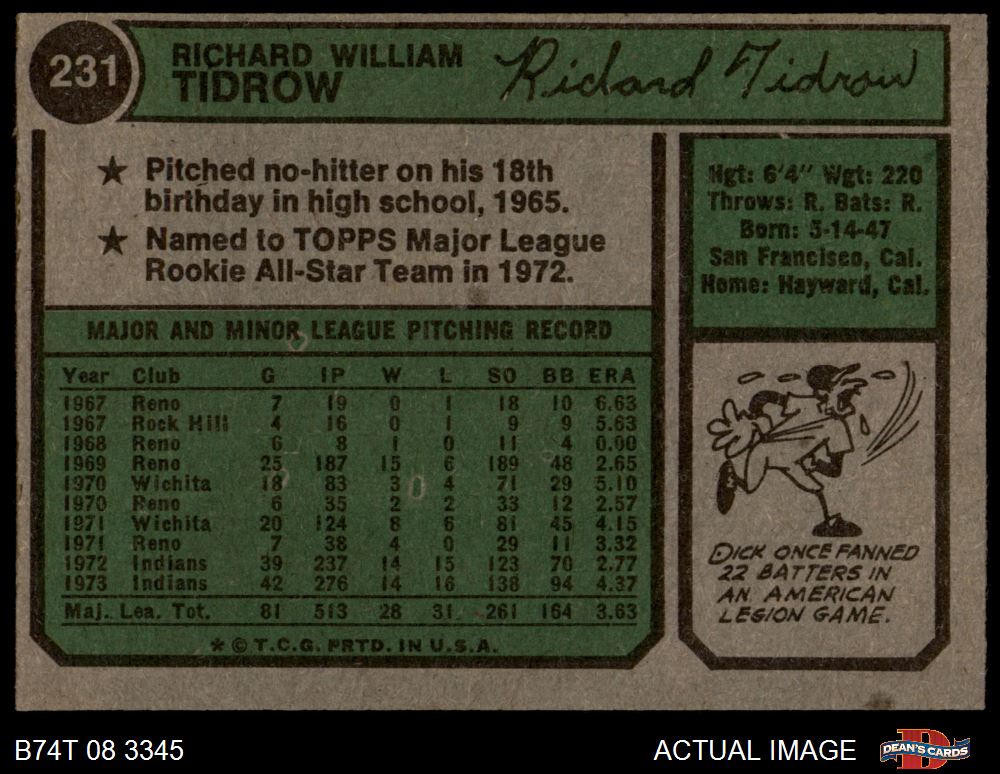 231
RICHARD WILLIAM
TIDROW
Richard Tidrow
★ Pitched no-hitter on his 18th
birthday in high school, 1965.
★ Named to TOPPS Major League
Rookie All-Star Team in 1972.
Hgt: 6'4" Wgt: 220
Throws: R. Bats: R.
Born: 5-14-47
San Francisco, Cal.
Home: Hayward, Cal.
MAJOR AND MINOR LEAGUE PITCHING RECORD
Year Club G IP W L SO BB ERA
1967 Reno 7 19 0 1 18 10 6.63
1967 Rock Hill 4 16 0 1 9 9 5.63
1968 Reno 6 8 1 0 11 4 0.00
1969 Reno 25 187 15 6 189 48 2.65
1970 Wichita 18 83 3 4 71 29 5.10
1970 Reno 6 35 2 2 33 12 2.57
1971 Wichita 20 124 8 6 81 45 4.15
1971 Reno 7 38 4 0 29 11 3.32
1972 Indians 39 237 14 15 123 70 2.77
1973 Indians 42 276 14 16 138 94 4.37
Maj. Lea. Tot. 81 513 28 31 261 164 3.63
* © T.C.G. PRTD. IN U.S.A.
DICK ONCE FANNED
22 BATTERS IN
AN AMERICAN
LEGION GAME.
B74T 08 3345
ACTUAL IMAGE
DEAN'S CARDS